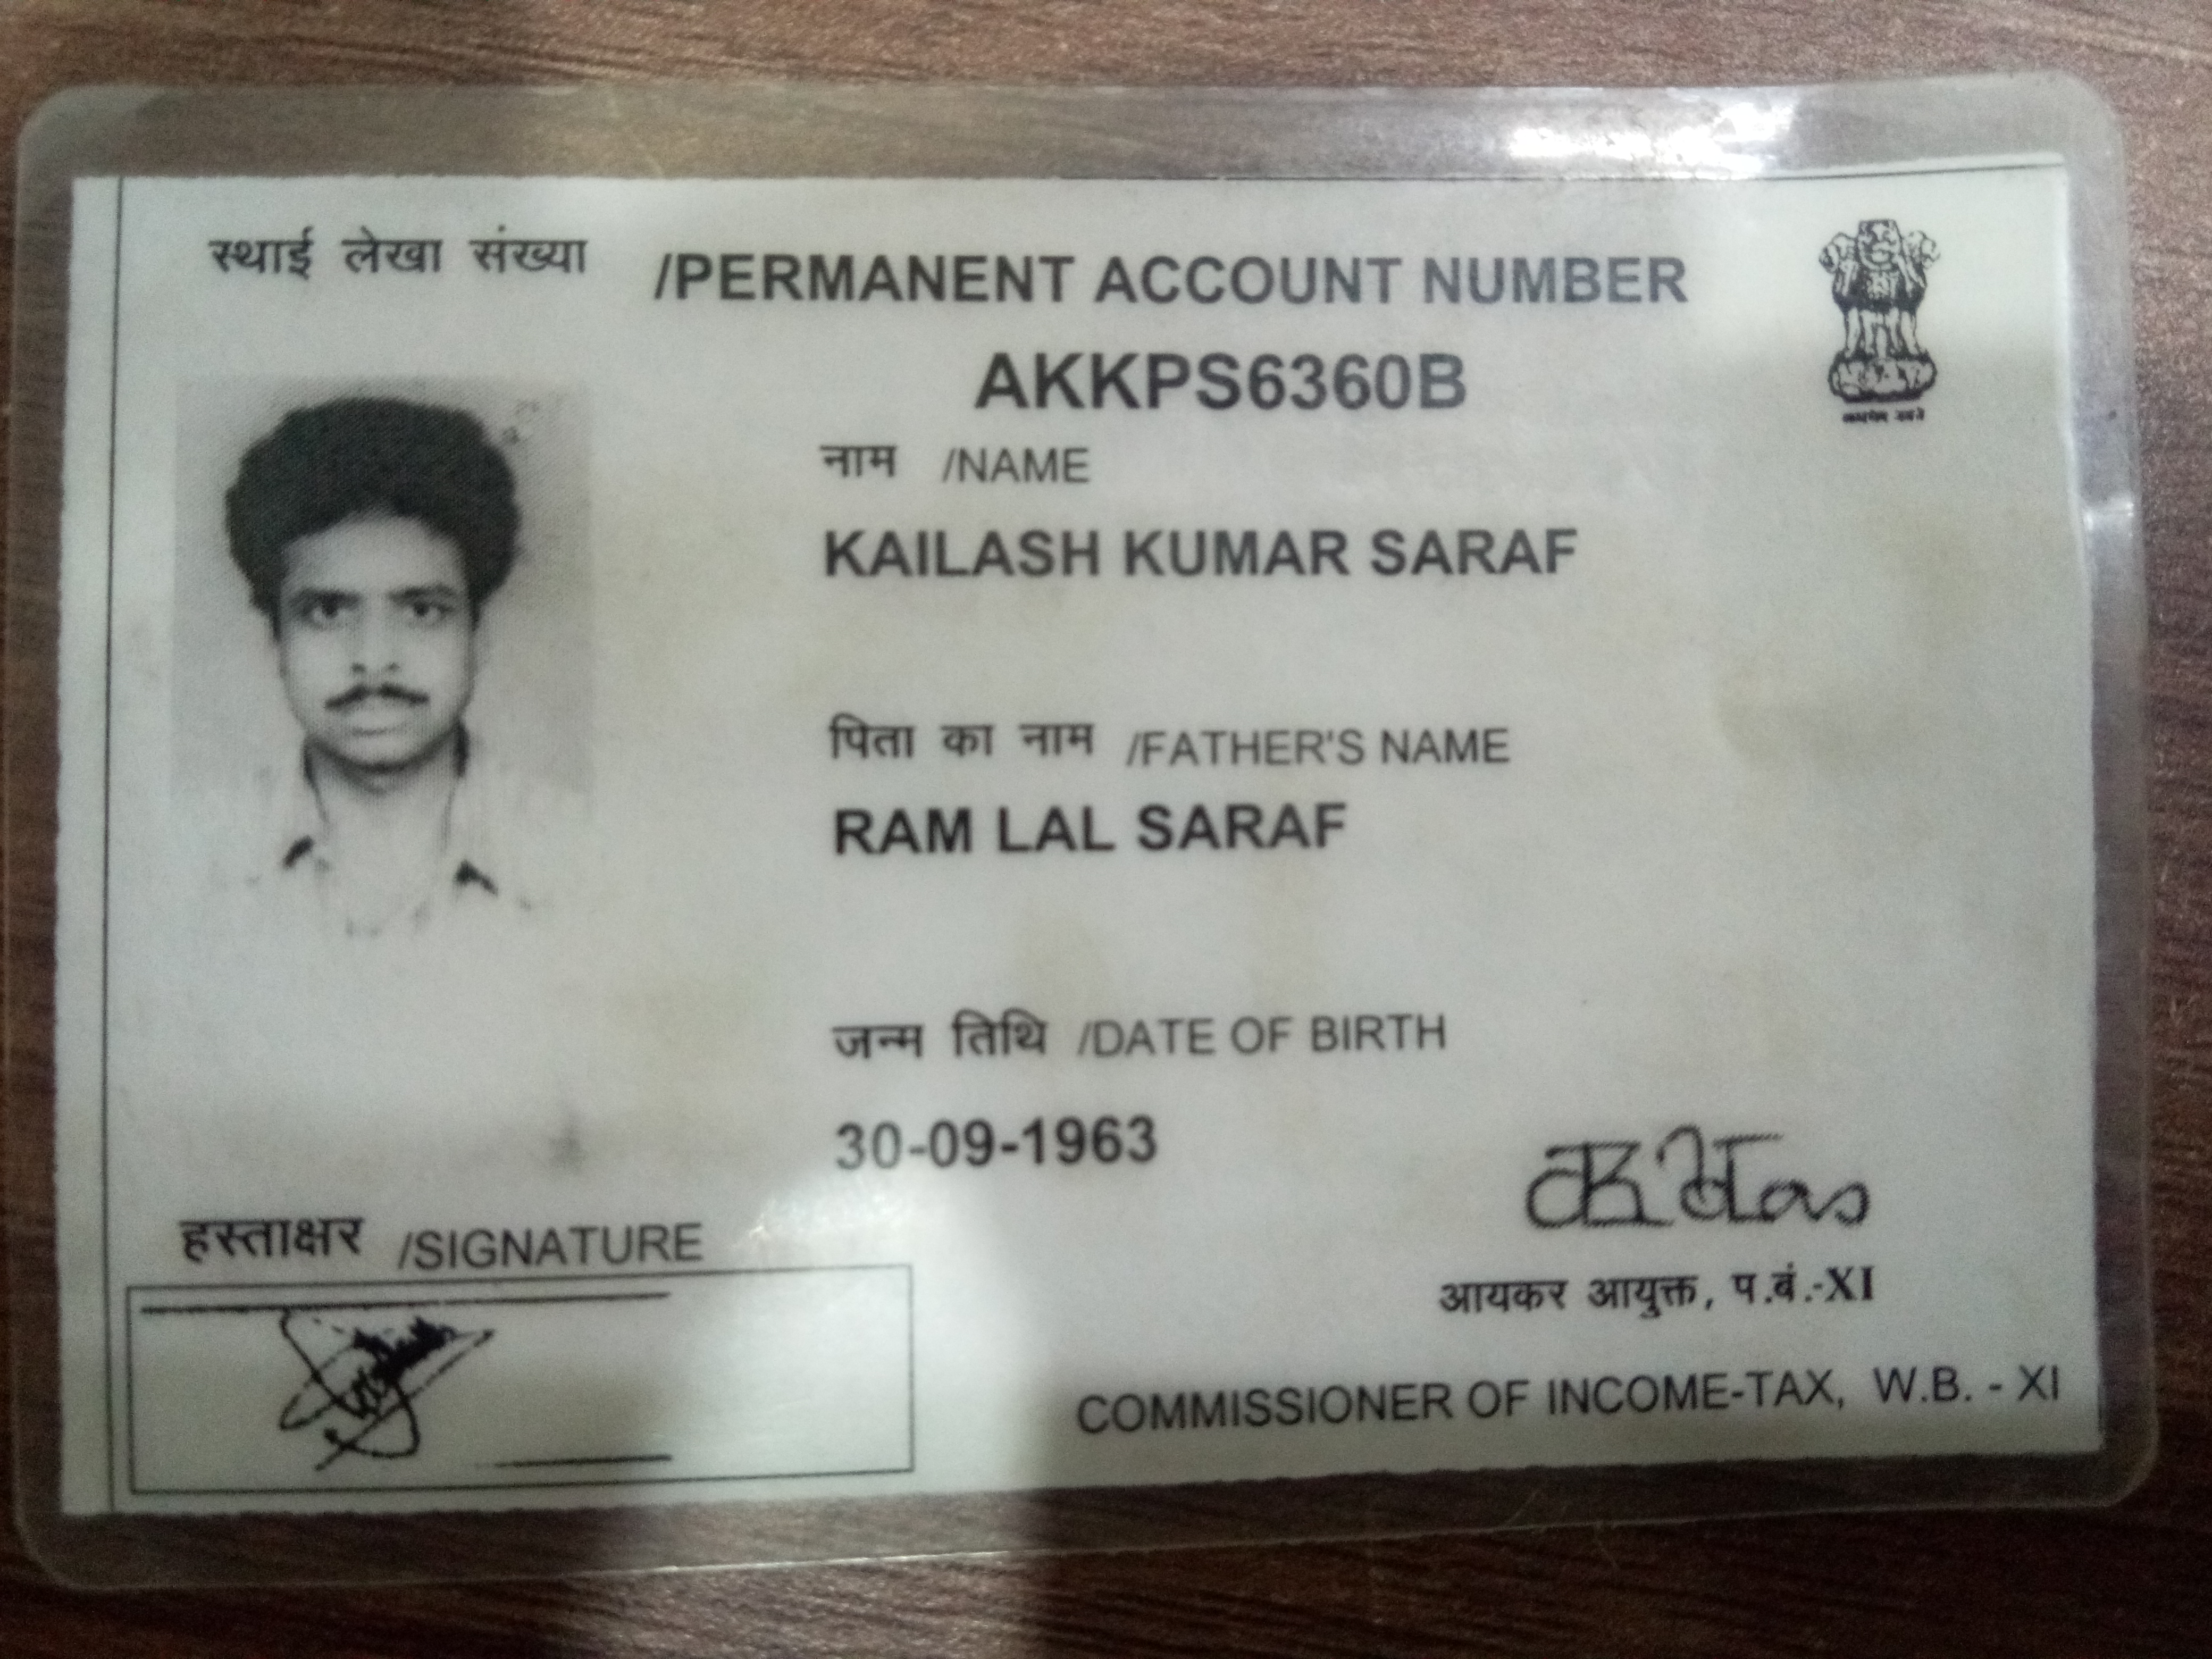 स्थाई लेखा संख्या /PERMANENT ACCOUNT NUMBER
AKKPS6360B
नाम /NAME
KAILASH KUMAR SARAF
पिता का नाम /FATHER'S NAME
RAM LAL SARAF
जन्म तिथि /DATE OF BIRTH
30-09-1963
हस्ताक्षर /SIGNATURE
आयकर आयुक्त, प.बं.-XI
COMMISSIONER OF INCOME-TAX, W.B. - XI